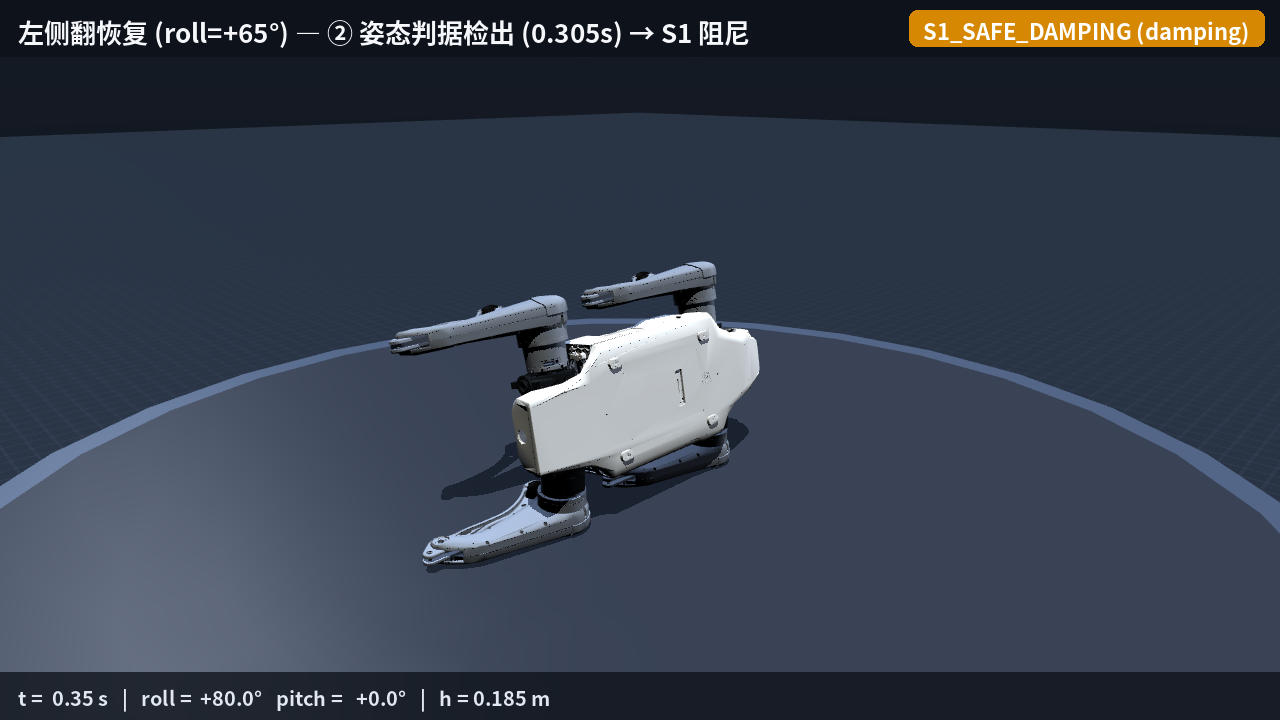 左侧翻恢复 (roll=+65°) — ② 姿态判据检出 (0.305s) → S1 阻尼
S1_SAFE_DAMPING (damping)
1
t = 0.35 s | roll = +80.0° pitch = +0.0° | h = 0.185 m